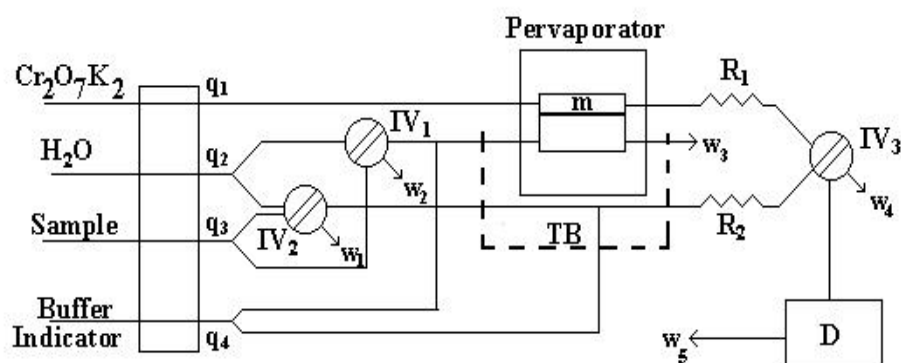 Pervaporator
Cr₂O₇K₂
q₁
R₁
m
H₂O
IV₁
IV₃
q₂
w₂
w₃
w₄
Sample
q₃
IV₂
w₁
TB
R₂
Buffer
Indicator
q₄
w₅
D